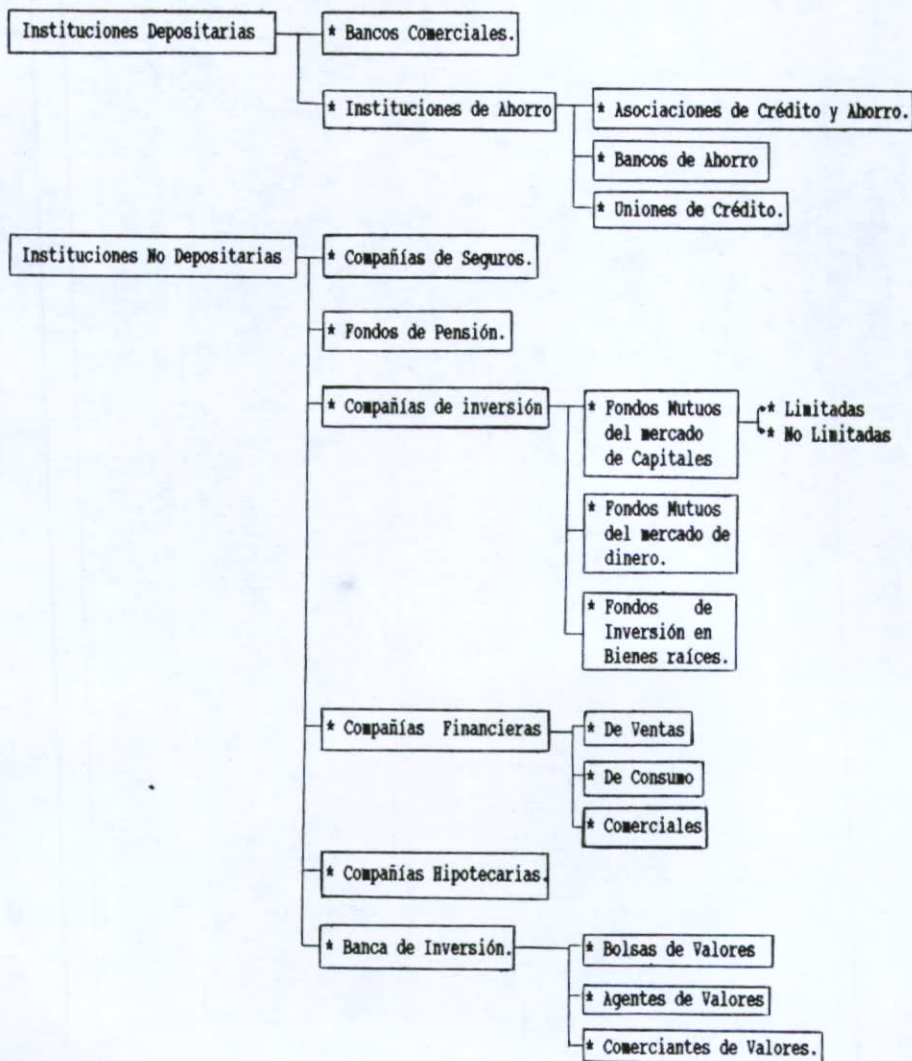 Instituciones Depositarias
* Bancos Comerciales.
* Instituciones de Ahorro
* Asociaciones de Crédito y Ahorro.
* Bancos de Ahorro
* Uniones de Crédito.
Instituciones No Depositarias
* Compañías de Seguros.
* Fondos de Pensión.
* Compañías de inversión
* Fondos Mutuos
del mercado
de Capitales
* Limitadas
* No Limitadas
* Fondos Mutuos
del mercado de
dinero.
* Fondos de
Inversión en
Bienes raíces.
* Compañías Financieras
* De Ventas
* De Consumo
* Comerciales
* Compañías Hipotecarias.
* Banca de Inversión.
* Bolsas de Valores
* Agentes de Valores
* Comerciantes de Valores.